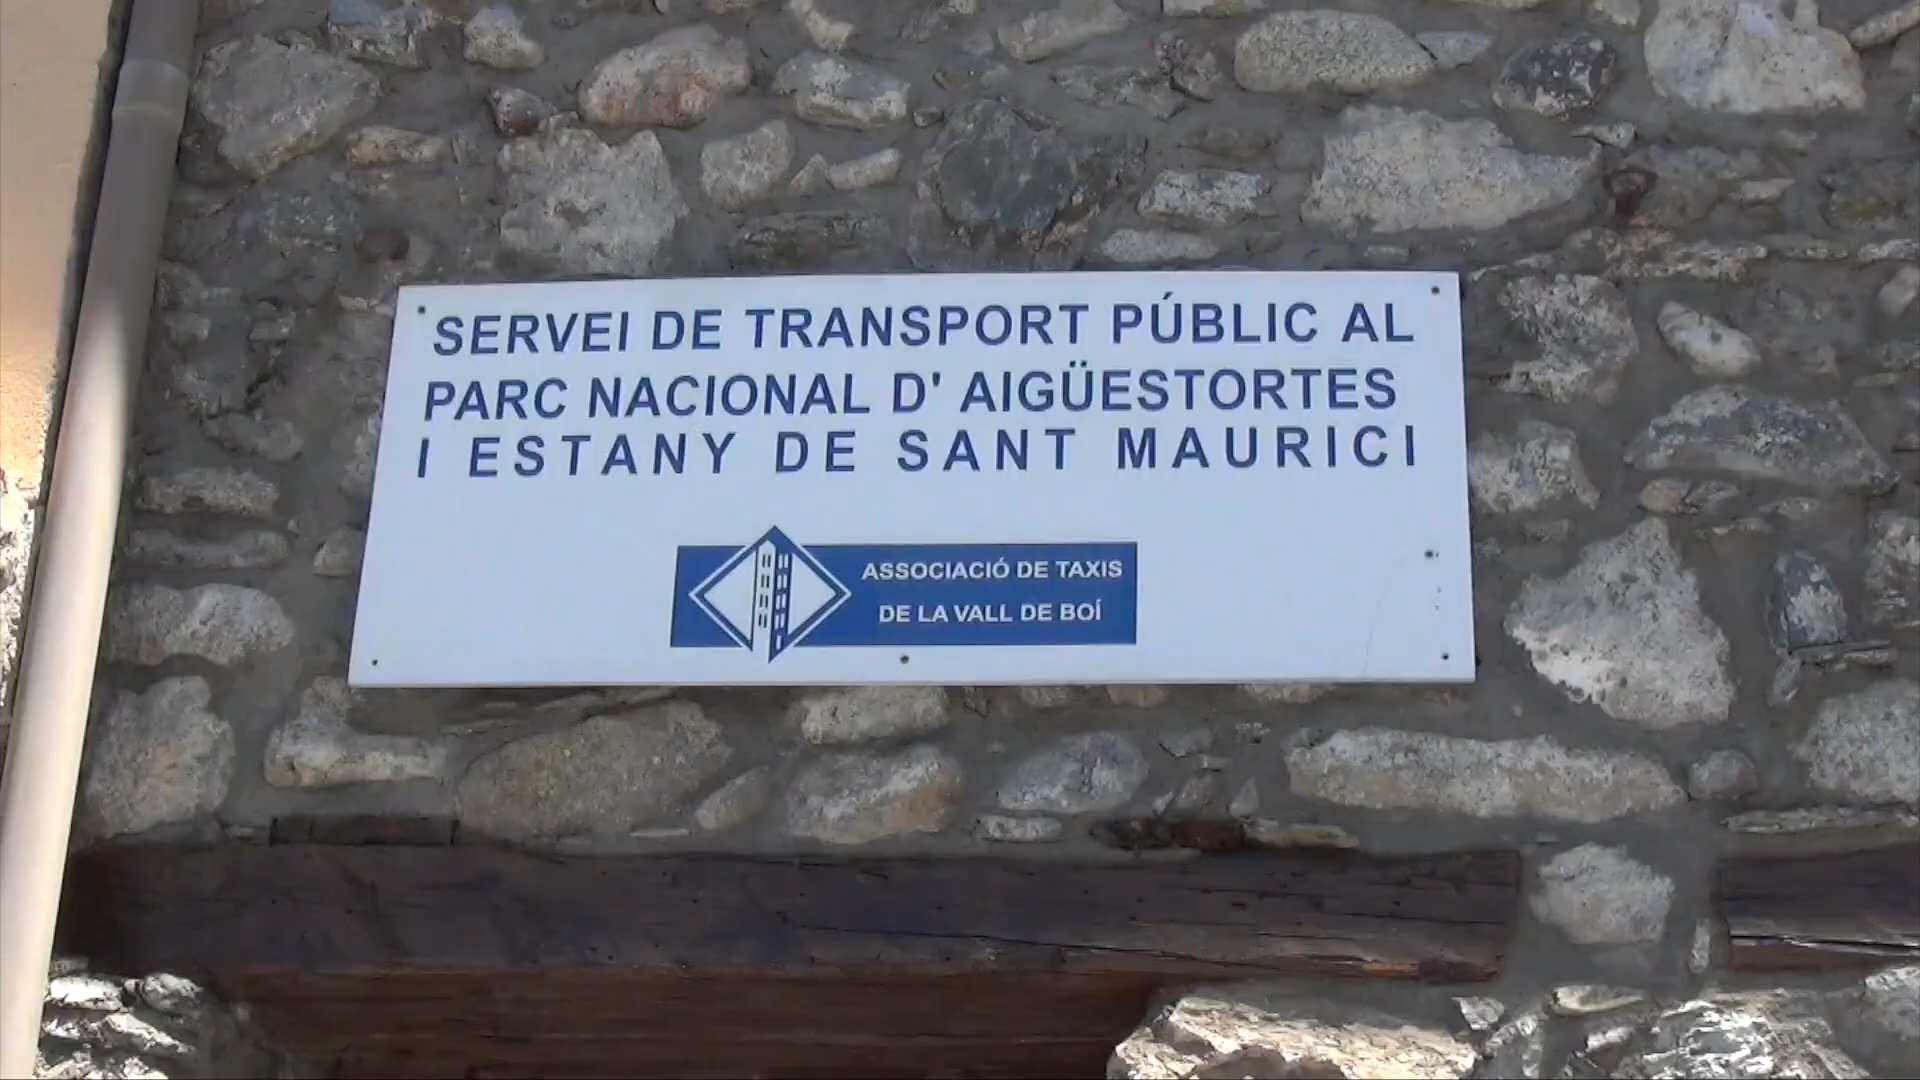 SERVEI DE TRANSPORT PÚBLIC AL
PARC NACIONAL D' AIGÜESTORTES
I ESTANY DE SANT MAURICI
ASSOCIACIÓ DE TAXIS
DE LA VALL DE BOÍ